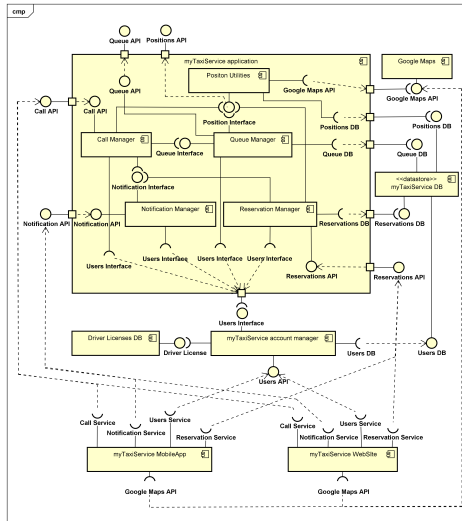 cmp
Queue API
Positions API
myTaxiService application
Positon Utilities
Google Maps
Google Maps API
Google Maps API
Call API
Call API
Queue API
Position Interface
Positions DB
Positions DB
Call Manager
Queue Interface
Queue Manager
Queue DB
Queue DB
Notification Interface
<<datastore>>
myTaxiService DB
Notification API
Notification API
Notification Manager
Reservation Manager
Reservations DB
Reservations DB
Users Interface
Users Interface
Users Interface
Users Interface
Reservations API
Reservations API
Users Interface
Driver Licenses DB
Driver License
myTaxiService account manager
Users DB
Users DB
Users API
Call Service
Notification Service
Users Service
Reservation Service
Call Service
Notification Service
Users Service
Reservation Service
myTaxiService MobileApp
myTaxiService WebSIte
Google Maps API
Google Maps API